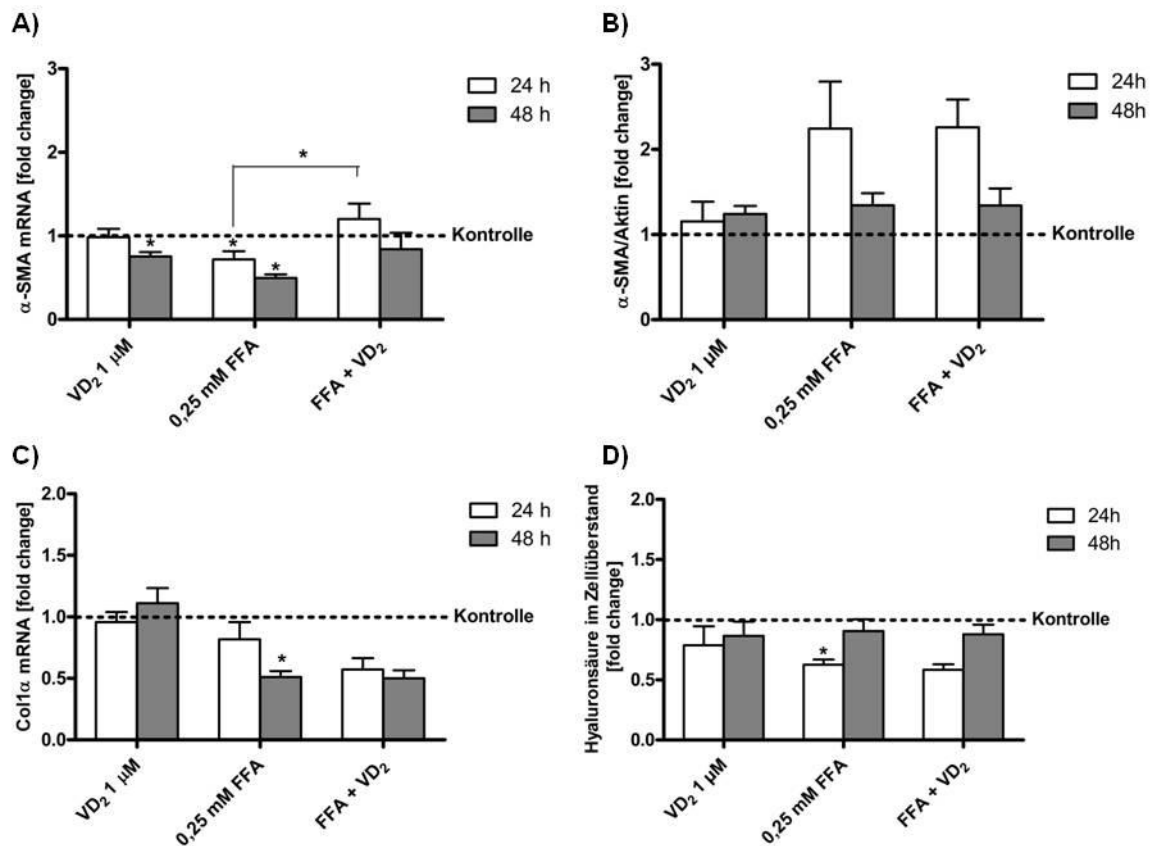 A)
α-SMA mRNA [fold change]
3
2
1
0
24 h
48 h
*
*
*
*
Kontrolle
VD₂ 1 µM
0,25 mM FFA
FFA + VD₂
B)
α-SMA/Aktin [fold change]
3
2
1
0
24h
48h
Kontrolle
VD₂ 1 µM
0,25 mM FFA
FFA + VD₂
C)
Col1α mRNA [fold change]
2.0
1.5
1.0
0.5
0.0
24 h
48 h
*
Kontrolle
VD₂ 1 µM
0,25 mM FFA
FFA + VD₂
D)
Hyaluronsäure im Zellüberstand
[fold change]
2.0
1.5
1.0
0.5
0.0
24h
48h
*
Kontrolle
VD₂ 1 µM
0,25 mM FFA
FFA + VD₂